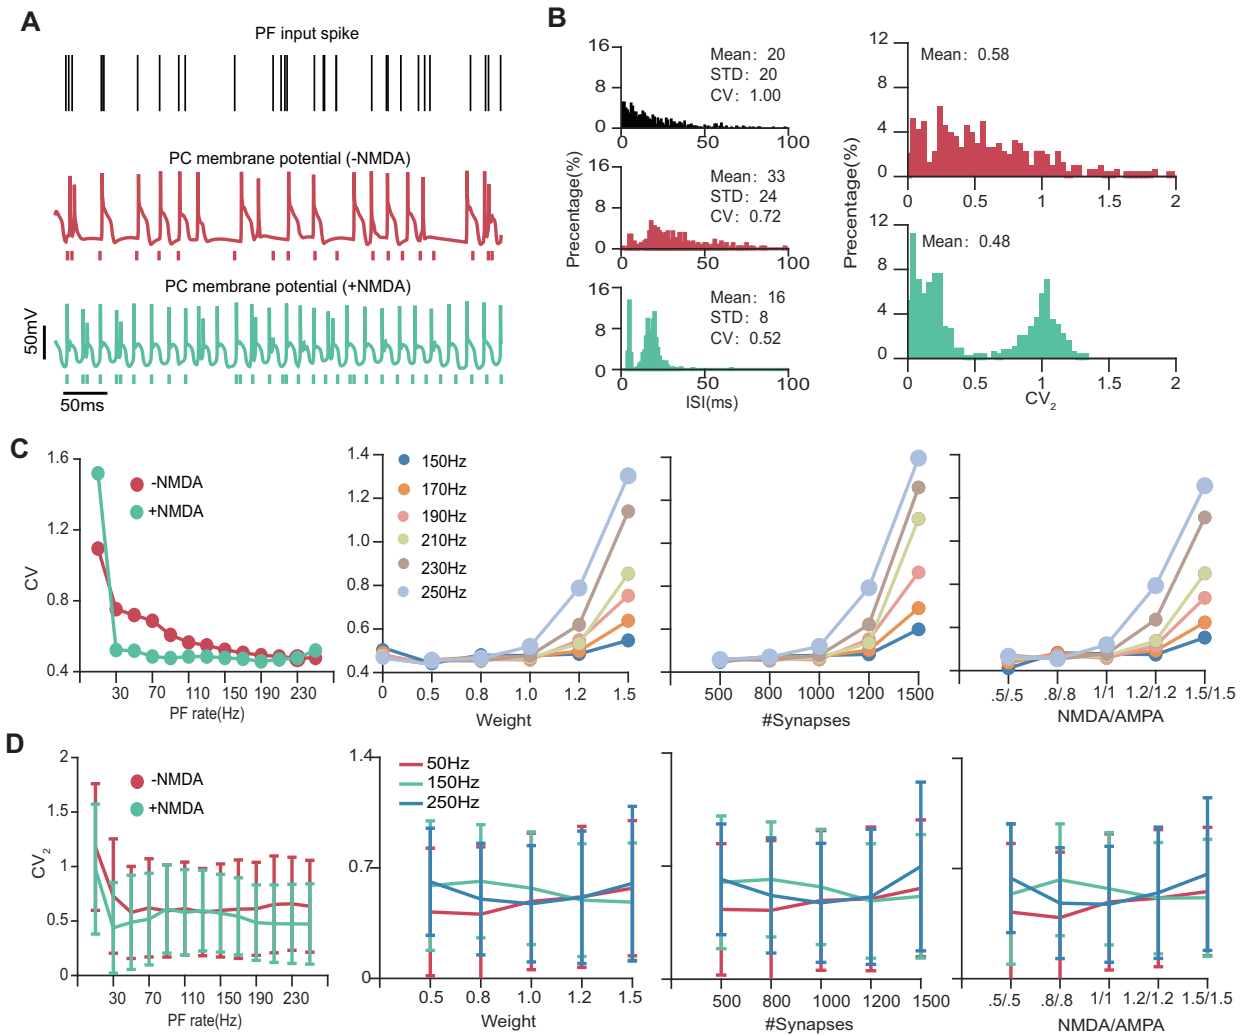 A
PF input spike
PC membrane potential (-NMDA)
PC membrane potential (+NMDA)
50mV
50ms
B
16
8
0
0
50
100
Mean: 20
STD: 20
CV: 1.00
16
8
0
0
50
100
Mean: 33
STD: 24
CV: 0.72
16
8
0
0
50
100
Mean: 16
STD: 8
CV: 0.52
Precentage(%)
ISI(ms)
12
8
4
0
0
0.5
1
1.5
2
Mean: 0.58
12
8
4
0
0
0.5
1
1.5
2
Mean: 0.48
Precentage(%)
CV2
C
1.6
1.2
0.8
0.4
CV
-NMDA
+NMDA
30 70 110 150 190 230
PF rate(Hz)
1.4
1.2
1.0
0.8
0.6
0.4
150Hz
170Hz
190Hz
210Hz
230Hz
250Hz
0 0.5 0.8 1.0 1.2 1.5
Weight
500 800 1000 1200 1500
#Synapses
.5/.5 .8/.8 1/1 1.2/1.2 1.5/1.5
NMDA/AMPA
D
2
1.5
1
0.5
0
CV2
-NMDA
+NMDA
30 70 110 150 190 230
PF rate(Hz)
1.4
0.7
0
50Hz
150Hz
250Hz
0.5 0.8 1.0 1.2 1.5
Weight
500 800 1000 1200 1500
#Synapses
.5/.5 .8/.8 1/1 1.2/1.2 1.5/1.5
NMDA/AMPA